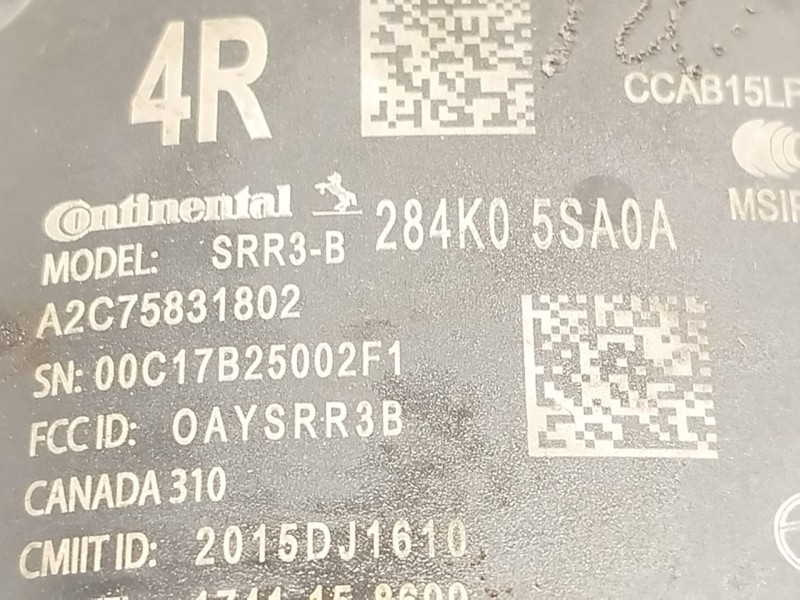 4R
CCAB15LP
MSIP
Continental
284K0 5SA0A
MODEL: SRR3-B
A2C75831802
SN: 00C17B25002F1
FCC ID: OAYSRR3B
CANADA 310
CMIIT ID: 2015DJ1610